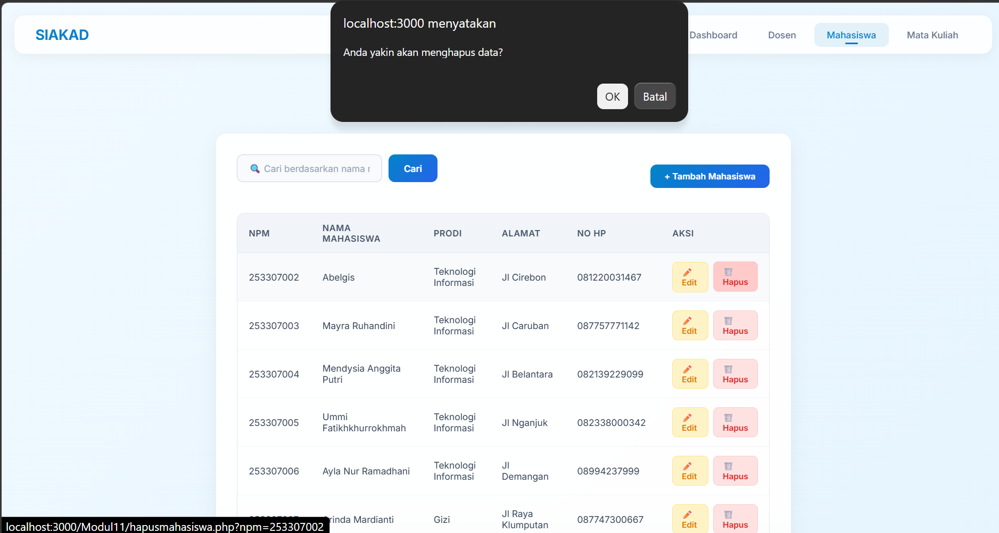 SIAKAD
localhost:3000 menyatakan
Anda yakin akan menghapus data?
OK Batal
Dashboard Dosen Mahasiswa Mata Kuliah
Cari berdasarkan nama Cari
+ Tambah Mahasiswa
NPM NAMA MAHASISWA PRODI ALAMAT NO HP AKSI
253307002 Abelgis Teknologi Informasi Jl Cirebon 081220031467 Edit Hapus
253307003 Mayra Ruhandini Teknologi Informasi Jl Caruban 087757771142 Edit Hapus
253307004 Mendysia Anggita Putri Teknologi Informasi Jl Belantara 082139229099 Edit Hapus
253307005 Ummi Fatikhkhurrokhmah Teknologi Informasi Jl Nganjuk 082338000342 Edit Hapus
253307006 Ayla Nur Ramadhani Teknologi Informasi Jl Demangan 08994237999 Edit Hapus
Mardianti Gizi Jl Raya Klumputan 087747300667 Edit Hapus
localhost:3000/Modul11/hapusmahasiswa.php?npm=253307002